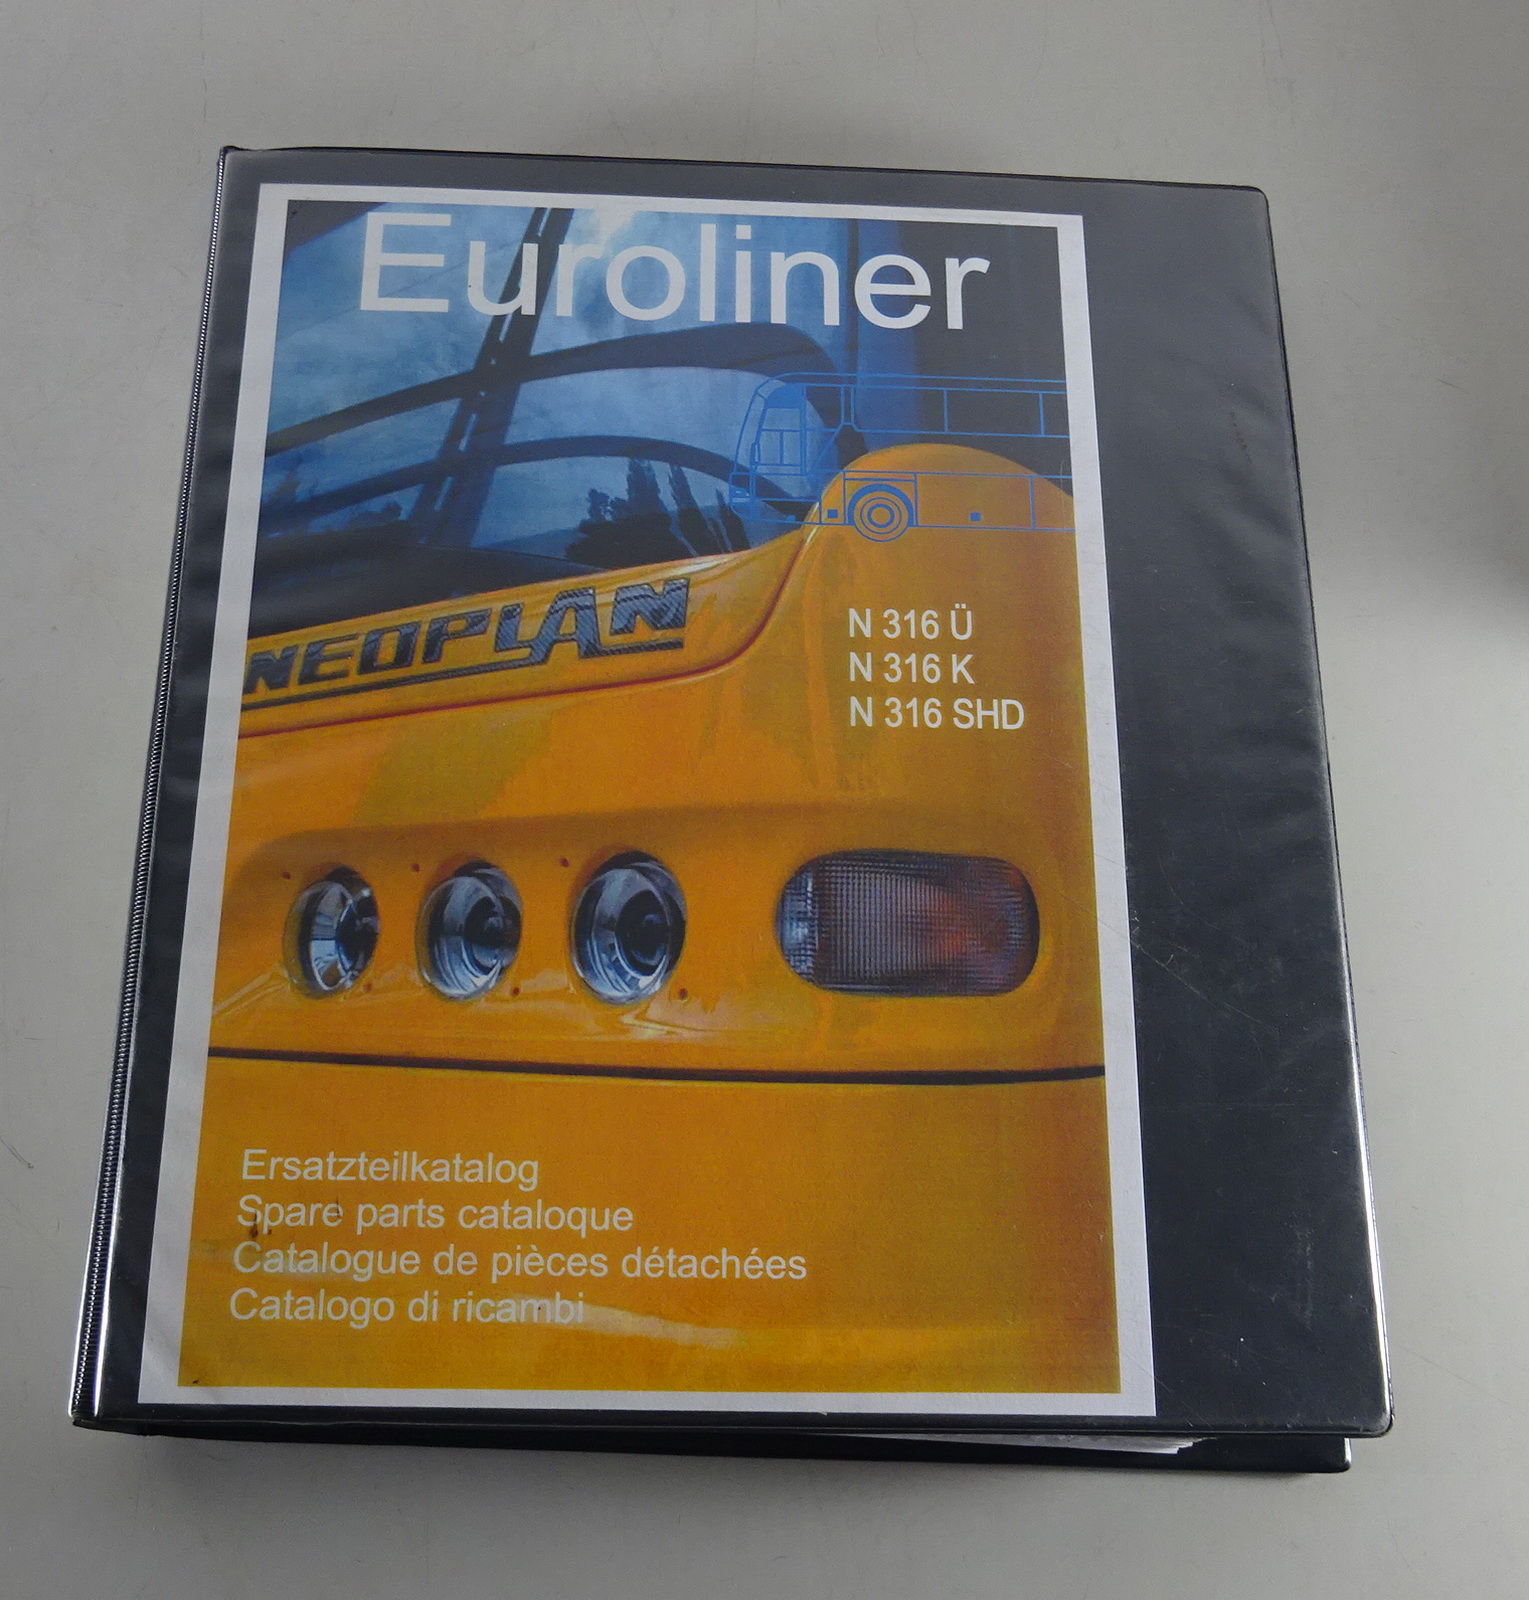 Euroliner
NEOPLAN
N 316 Ü
N 316 K
N 316 SHD
Ersatzteilkatalog
Spare parts cataloque
Catalogue de pièces détachées
Catalogo di ricambi